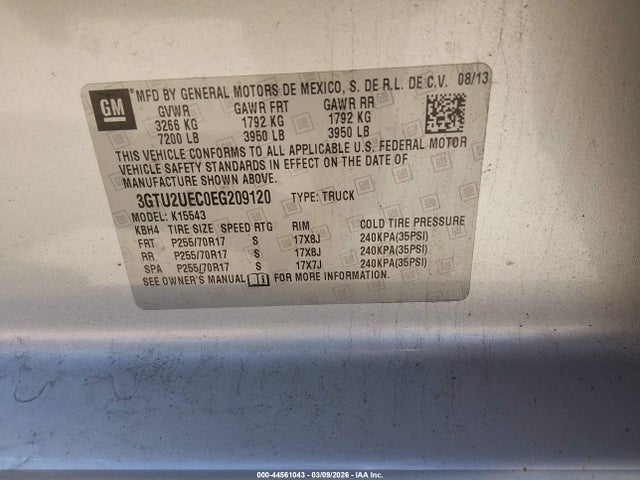 GM
MFD BY GENERAL MOTORS DE MEXICO, S. DE R.L. DE C.V. 08/13
GVWR GAWR FRT GAWR RR
3266 KG 1792 KG 1792 KG
7200 LB 3950 LB 3950 LB
THIS VEHICLE CONFORMS TO ALL APPLICABLE U.S. FEDERAL MOTOR
VEHICLE SAFETY STANDARDS IN EFFECT ON THE DATE OF
MANUFACTURE SHOWN ABOVE.
3GTU2UEC0EG209120 TYPE: TRUCK
MODEL: K15543
KBH4 TIRE SIZE SPEED RTG RIM COLD TIRE PRESSURE
FRT P255/70R17 S 17X8J 240KPA(35PSI)
RR P255/70R17 S 17X8J 240KPA(35PSI)
SPA P255/70R17 S 17X7J 240KPA(35PSI)
SEE OWNER'S MANUAL FOR MORE INFORMATION.
000-44561043 | 03/09/2026 | IAA Inc.